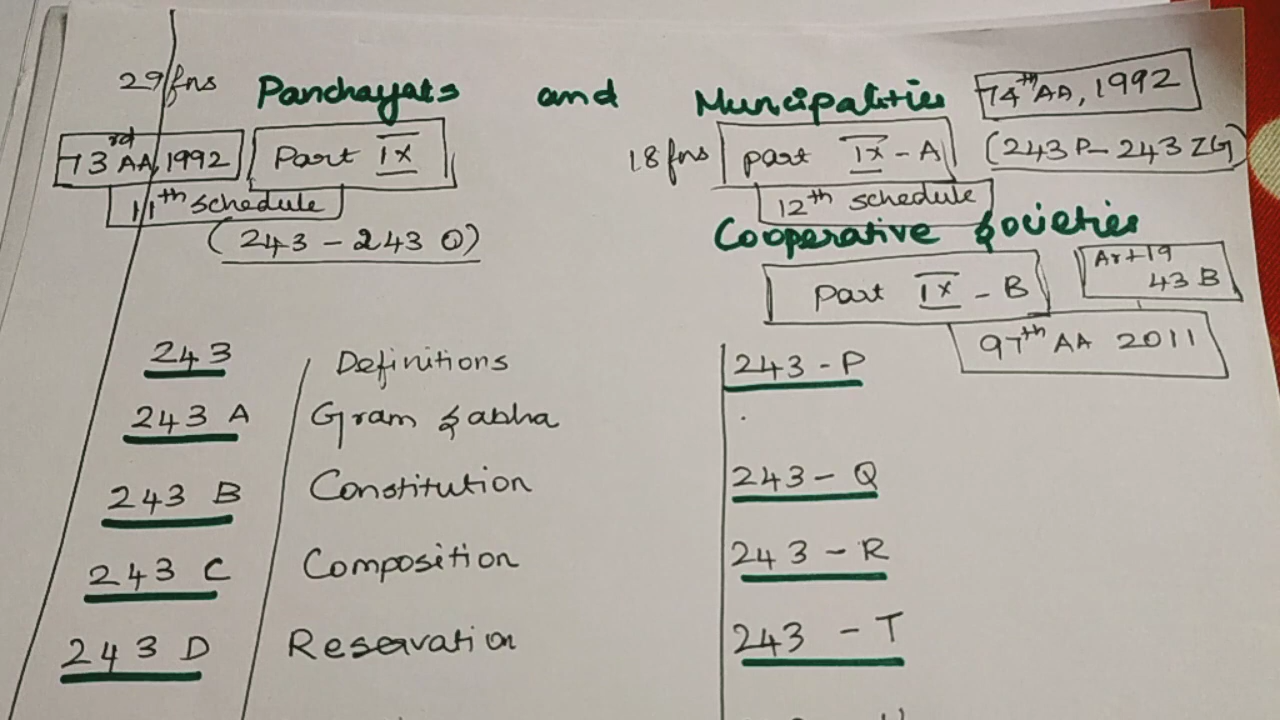 29 fns Panchayats and Muncipalities 74th AA, 1992
73rd AA, 1992 Part IX 18 fns part IX - A (243 P - 243 ZG)
11th schedule 12th schedule
(243 - 243 O) Cooperative Societies
Part IX - B Art 19
43 B
97th AA 2011
243 Definitions 243 - P
243 A Gram Sabha
243 B Constitution 243 - Q
243 C Composition 243 - R
243 D Reservation 243 - T